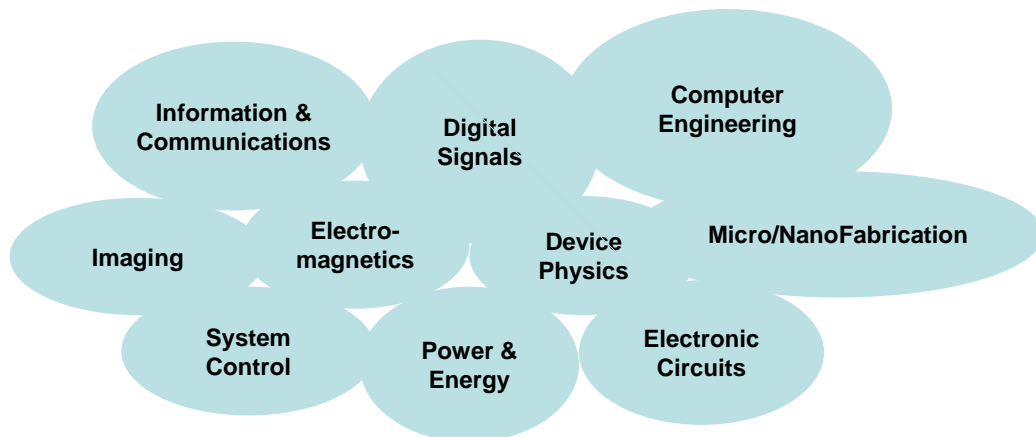 Information &
Communications
Digital
Signals
Computer
Engineering
Imaging
Electro-
magnetics
Device
Physics
Micro/NanoFabrication
System
Control
Power &
Energy
Electronic
Circuits